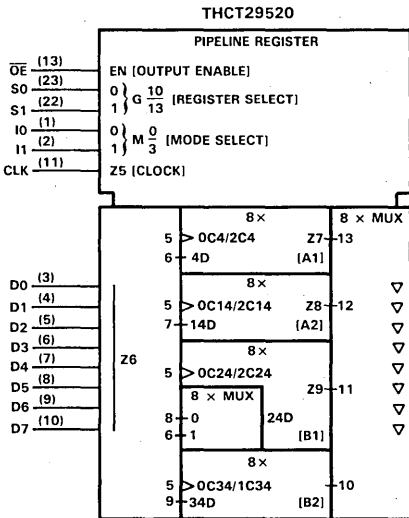 THCT29520
PIPELINE REGISTER
OE (13) EN [OUTPUT ENABLE]
S0 (23) 0 } G 10/13 [REGISTER SELECT]
S1 (22) 1
I0 (1) 0 } M 0/3 [MODE SELECT]
I1 (2) 1
CLK (11) Z5 [CLOCK]
8× 8 × MUX
5 0C4/2C4 Z7 13
6 4D [A1]
8×
D0 (3)
D1 (4) 5 0C14/2C14 Z8 12
D2 (5) 7 14D [A2]
D3 (6) 8×
D4 (7) Z6 5 0C24/2C24
D5 (8) 8 × MUX Z9 11
D6 (9) 8 0 24D
D7 (10) 6 1 [B1]
8×
5 0C34/1C34 10
9 34D [B2]